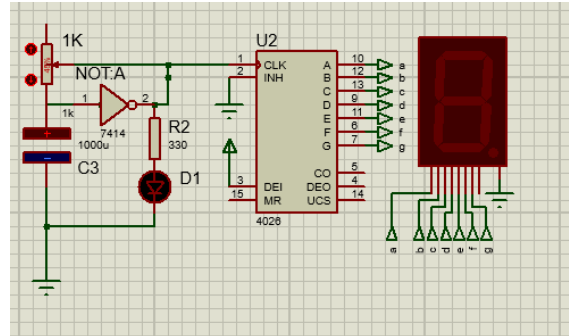 1K
NOT:A
1 2
7414
1k
1000u
C3
R2
330
D1
U2
1 CLK A 10 a
2 INH B 12 b
C 13 c
D 9 d
E 11 e
F 6 f
G 7 g
CO 5
3 DEI DEO 4
15 MR UCS 14
4026
a b c d e f g